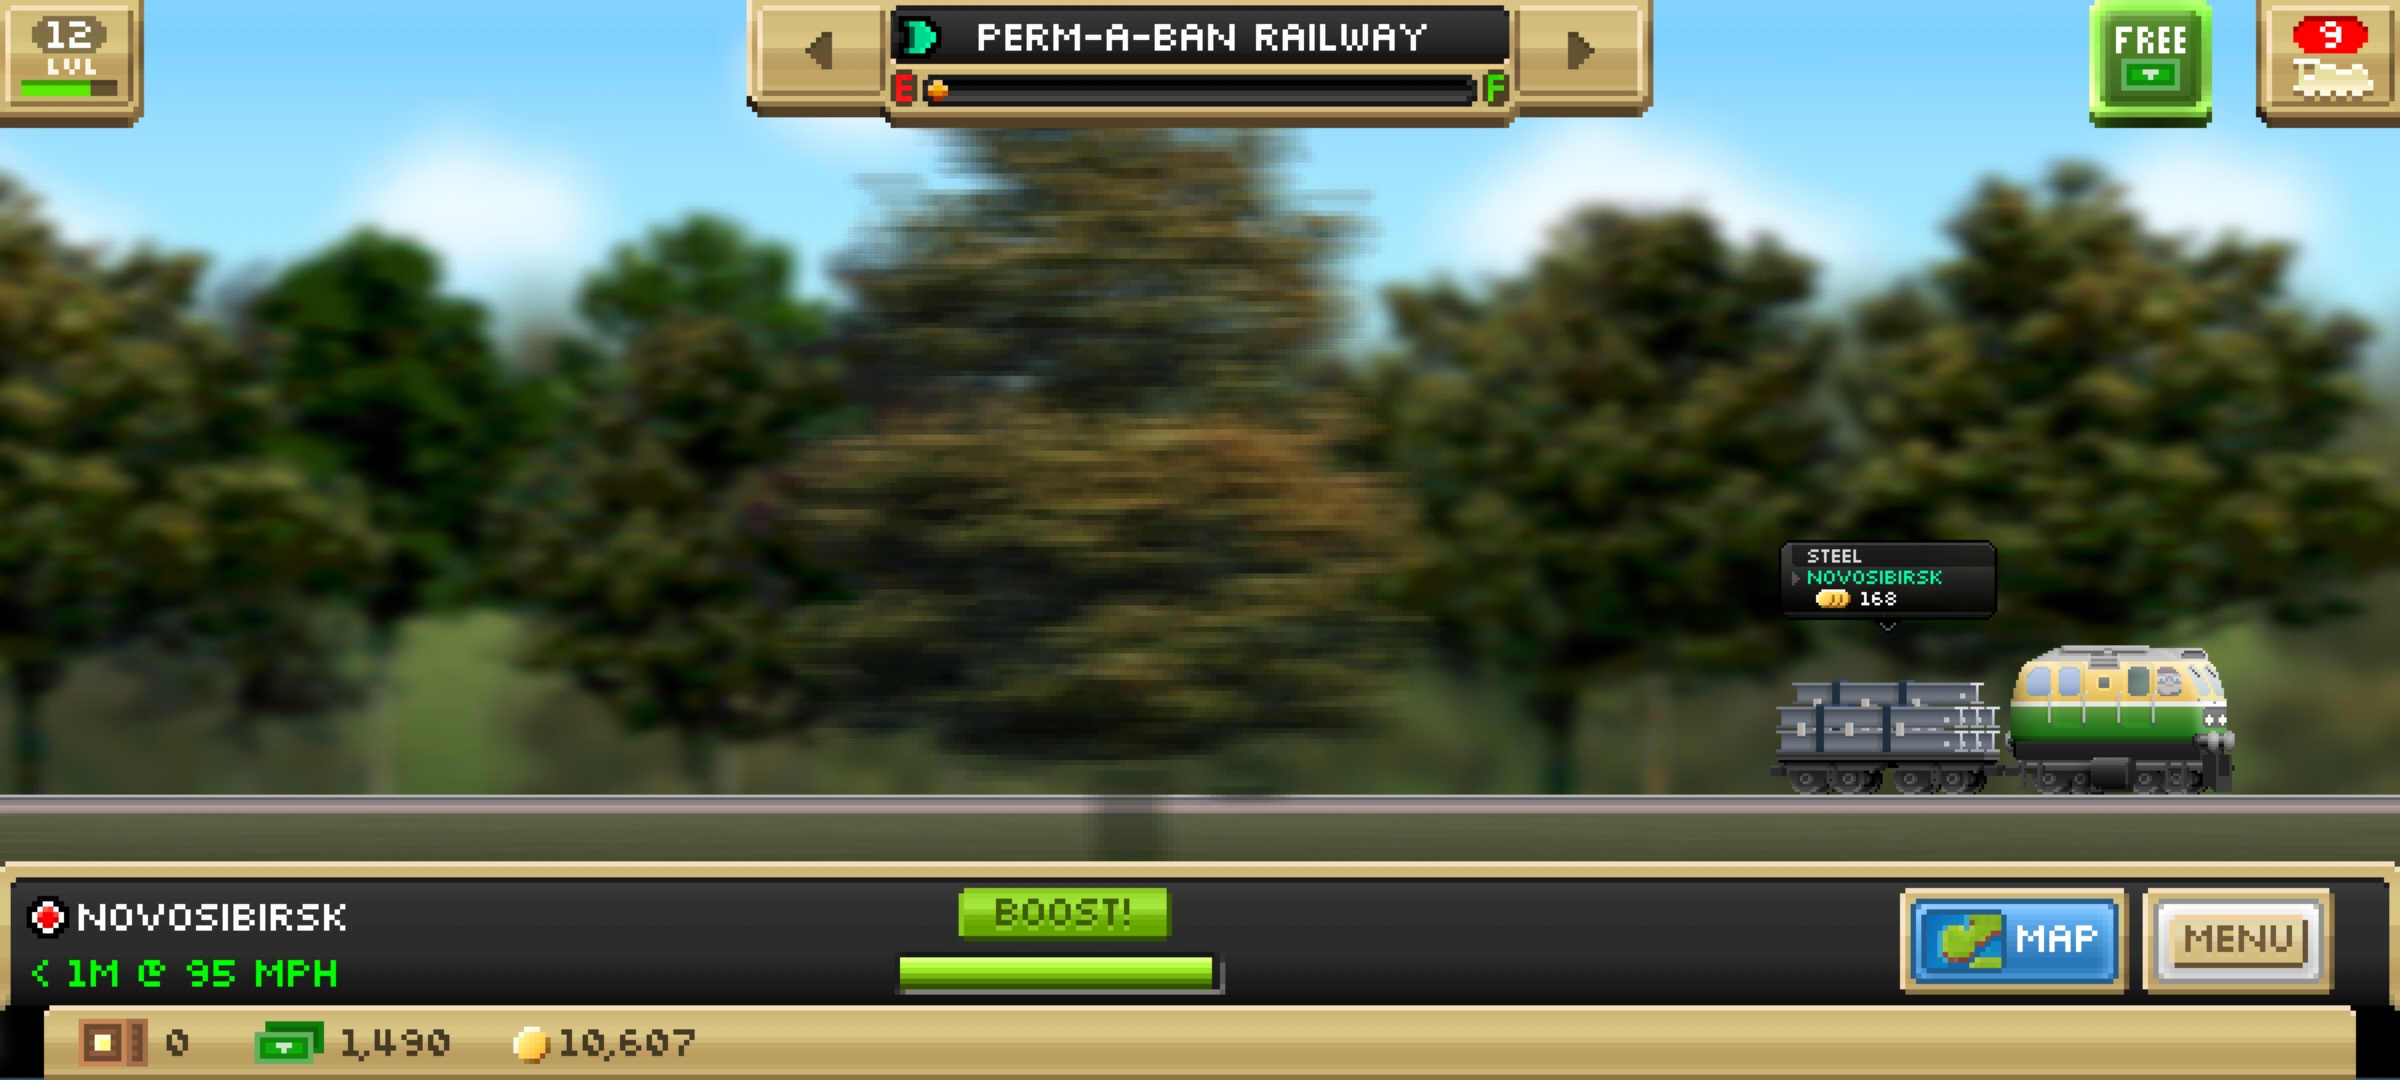 12
LVL
PERM-A-BAN RAILWAY
E F
FREE
9
STEEL
NOVOSIBIRSK
168
NOVOSIBIRSK
< 1M @ 95 MPH
BOOST!
MAP
MENU
0 1,490 10,607